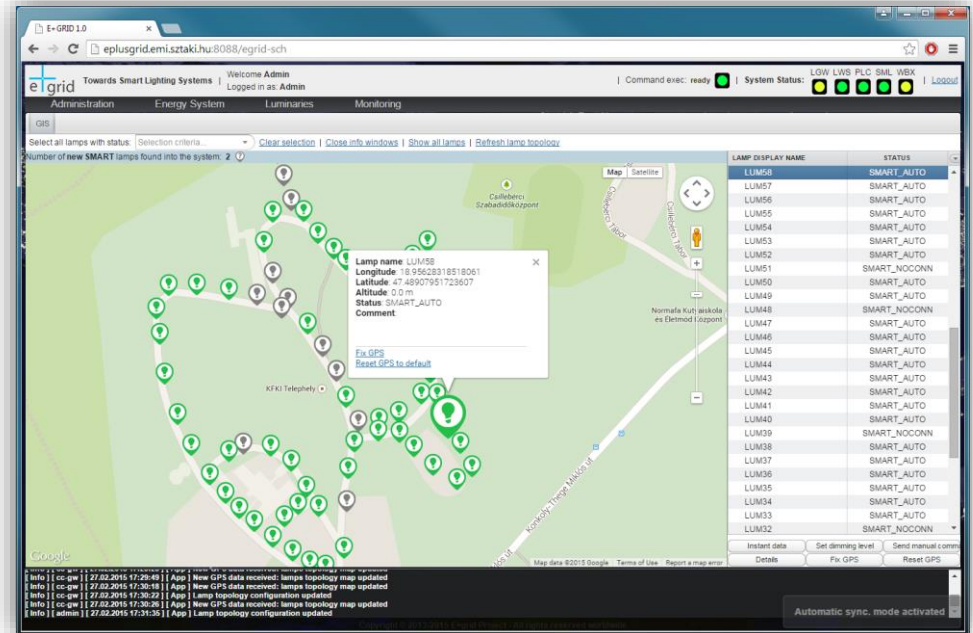 E+GRID 1.0
eplusgrid.emi.sztaki.hu:8088/egrid-sch
e+grid Towards Smart Lighting Systems | Welcome Admin
Logged in as: Admin
| Command exec: ready | System Status: LGW LWS PLC SML WBX | Logout
Administration Energy System Luminaries Monitoring
GIS
Select all lamps with status: Selection criteria... Clear selection | Close info windows | Show all lamps | Refresh lamp topology
Number of new SMART lamps found into the system: 2
Map Satellite
Csillebérci
Szabadidőközpont
Csillebérci Tábor
Normafa Kutyaiskola
és Életmód Központ
KFKI Telephely
Konkoly-Thege Miklós út
Lamp name: LUM58
Longitude: 18.95628318518061
Latitude: 47.48907951723607
Altitude: 0.0 m
Status: SMART_AUTO
Comment:
Fix GPS
Reset GPS to default
Google
Map data ©2015 Google Terms of Use Report a map error
LAMP DISPLAY NAME STATUS
LUM58 SMART_AUTO
LUM57 SMART_AUTO
LUM56 SMART_AUTO
LUM55 SMART_AUTO
LUM54 SMART_AUTO
LUM53 SMART_AUTO
LUM52 SMART_AUTO
LUM51 SMART_NOCONN
LUM50 SMART_AUTO
LUM49 SMART_AUTO
LUM48 SMART_NOCONN
LUM47 SMART_AUTO
LUM46 SMART_AUTO
LUM45 SMART_AUTO
LUM44 SMART_AUTO
LUM43 SMART_AUTO
LUM42 SMART_AUTO
LUM41 SMART_AUTO
LUM40 SMART_AUTO
LUM39 SMART_NOCONN
LUM38 SMART_AUTO
LUM37 SMART_AUTO
LUM36 SMART_AUTO
LUM35 SMART_AUTO
LUM34 SMART_AUTO
LUM33 SMART_AUTO
LUM32 SMART_NOCONN
Instant data Set dimming level Send manual comm
Details Fix GPS Reset GPS
[ Info ] [ cc-gw ] [ 27.02.2015 17:29:49 ] [ App ] New GPS data received: lamps topology map updated
[ Info ] [ cc-gw ] [ 27.02.2015 17:30:18 ] [ App ] New GPS data received: lamps topology map updated
[ Info ] [ cc-gw ] [ 27.02.2015 17:30:22 ] [ App ] Lamp topology configuration updated
[ Info ] [ cc-gw ] [ 27.02.2015 17:30:26 ] [ App ] New GPS data received: lamps topology map updated
[ Info ] [ admin ] [ 27.02.2015 17:31:35 ] [ App ] Lamp topology configuration updated
Automatic sync. mode activated